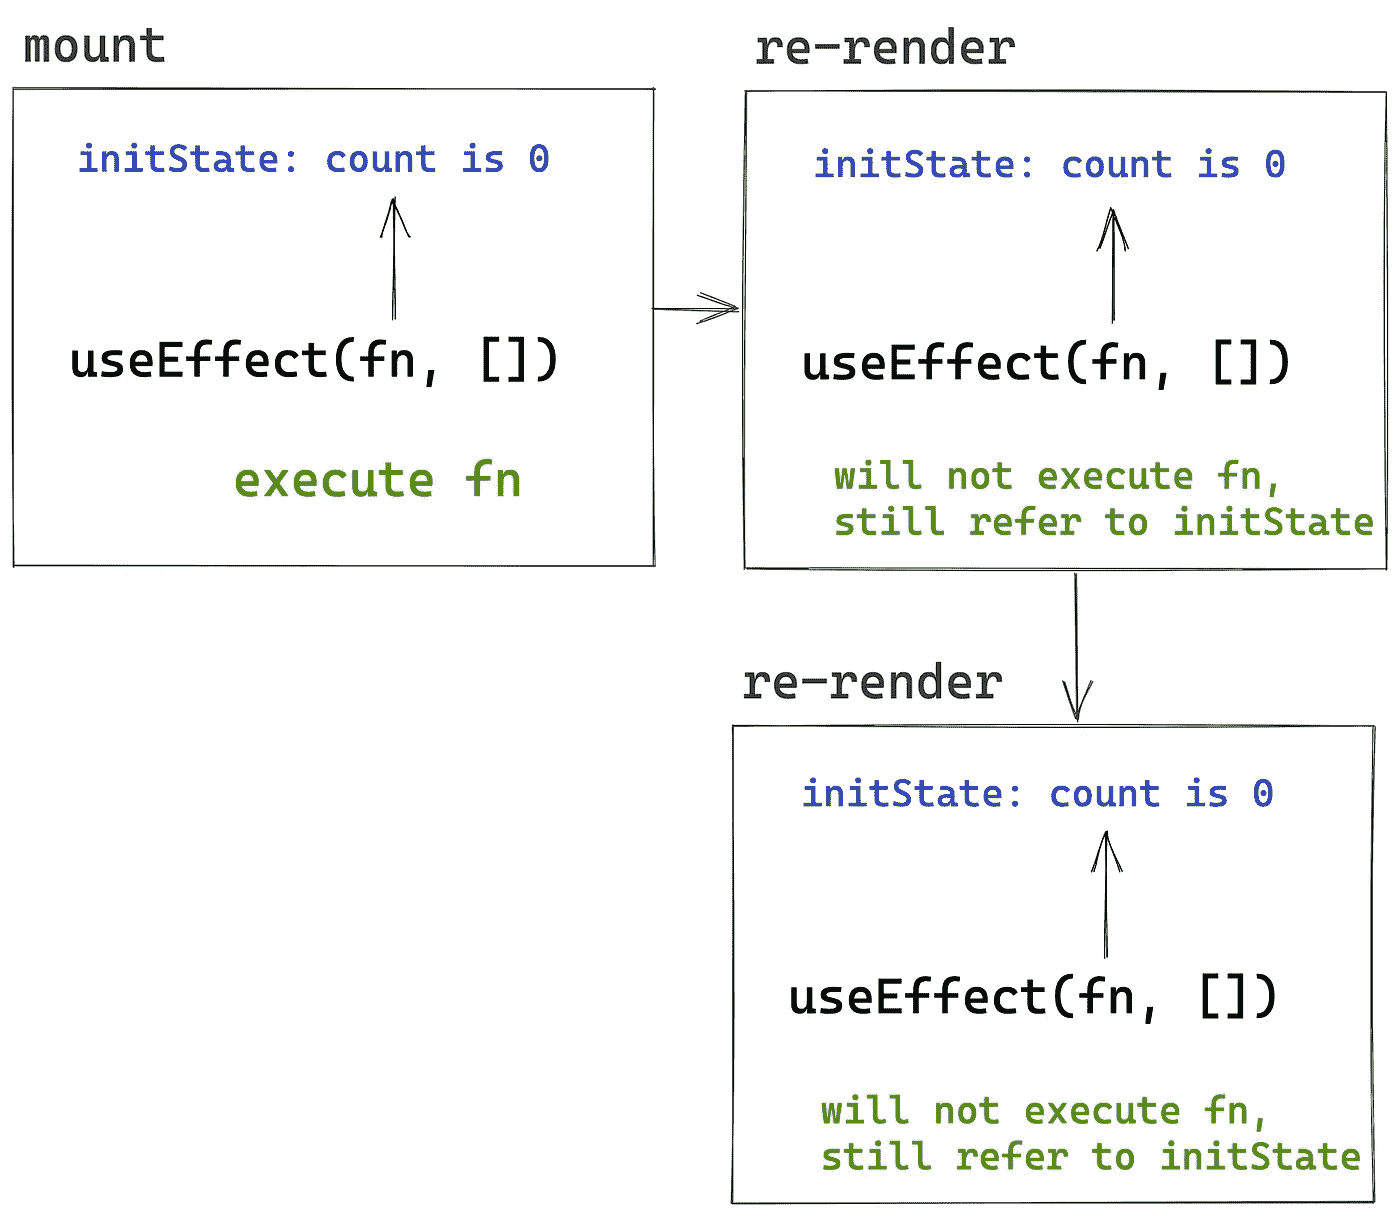 mount
initState: count is 0
useEffect(fn, [])
execute fn
re-render
initState: count is 0
useEffect(fn, [])
will not execute fn,
still refer to initState
re-render
initState: count is 0
useEffect(fn, [])
will not execute fn,
still refer to initState